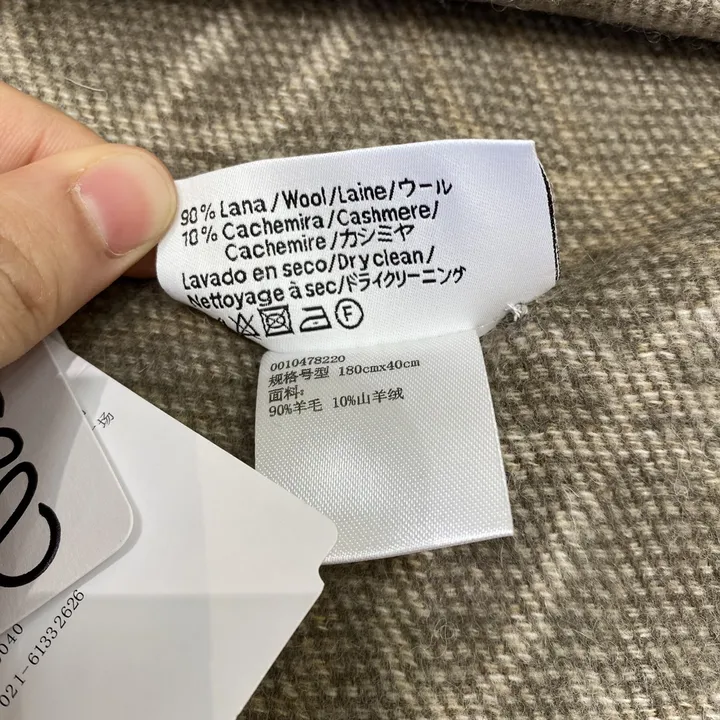 90% Lana/Wool/Laine/ウール
10% Cachemira/Cashmere/
Cachemire/カシミヤ
Lavado en seco/Dry clean/
Nettoyage à sec/ドライクリーニング
F
0010478220
规格号型 180cmx40cm
面料:
90%羊毛 10%山羊绒
场
040
021-61332626